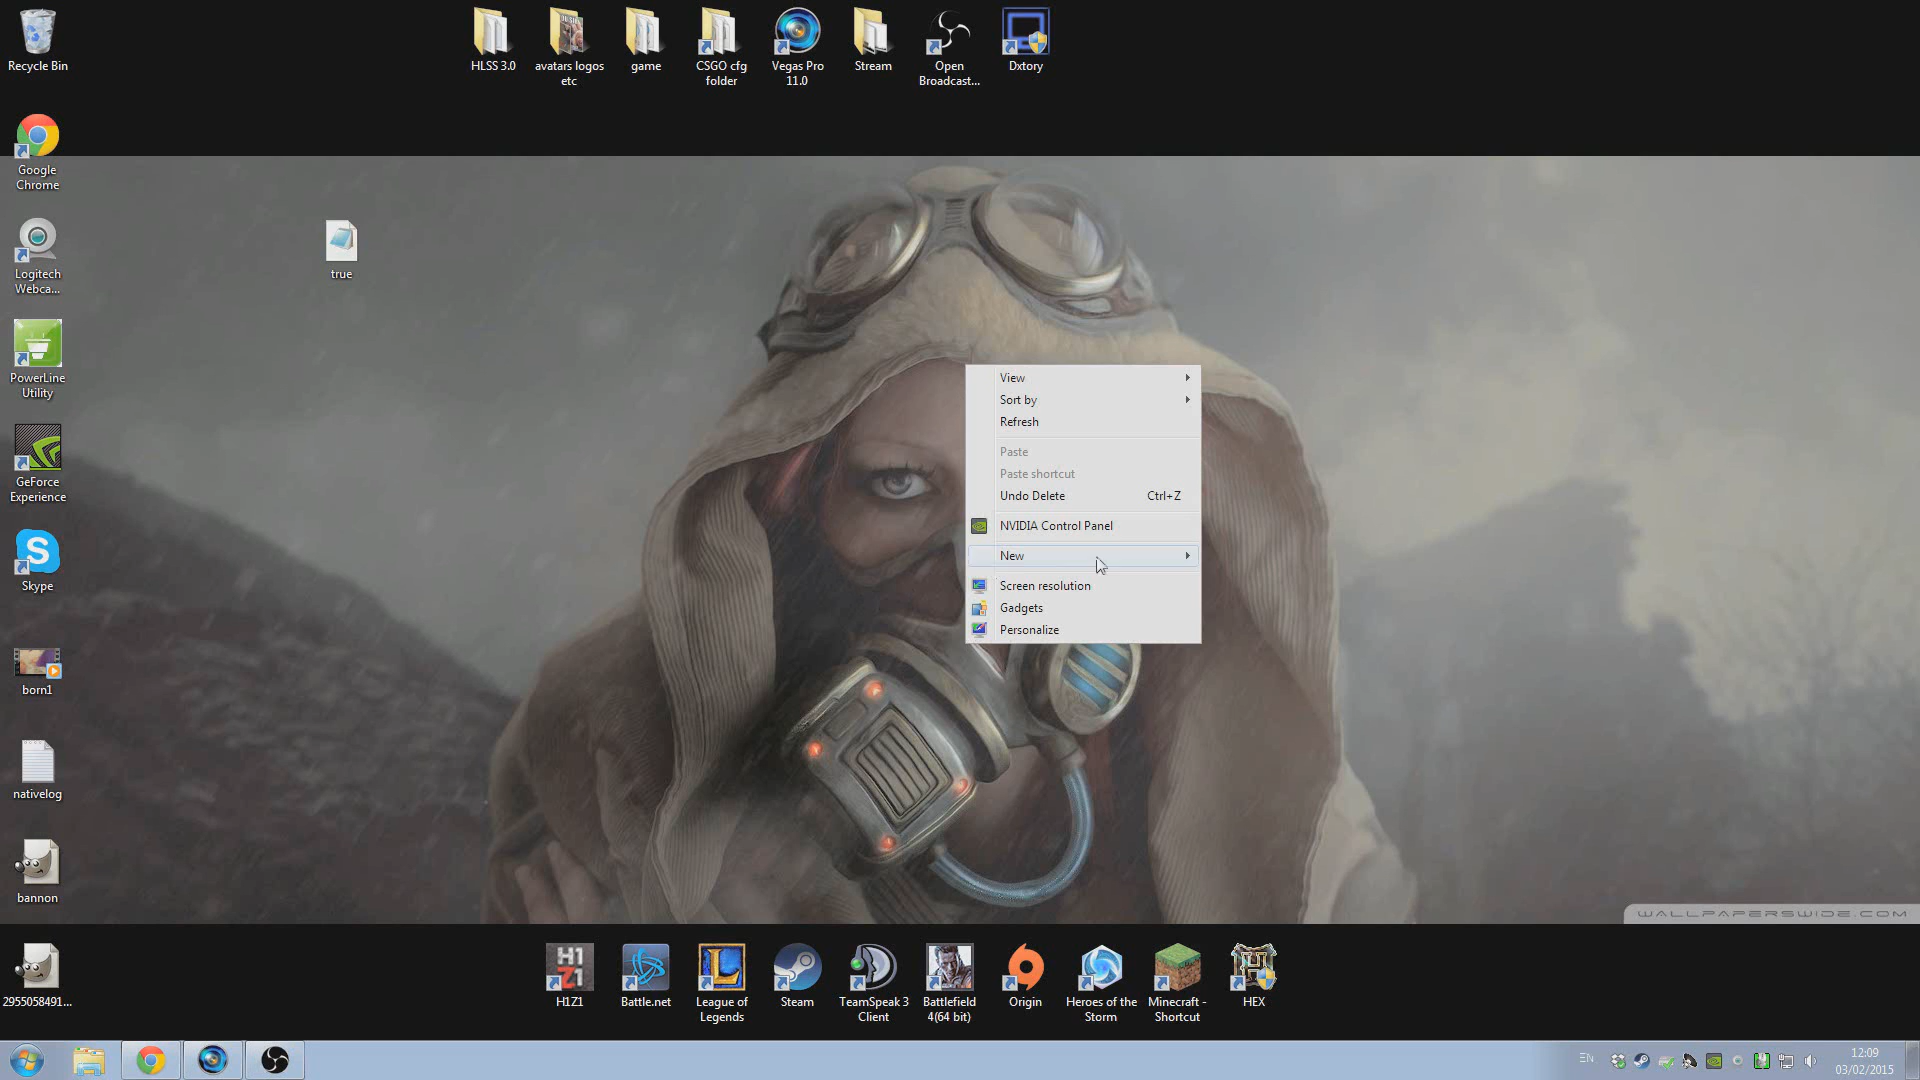 Recycle Bin
HLSS 3.0
avatars logos
etc
game
CSGO cfg
folder
Vegas Pro
11.0
Stream
Open
Broadcast...
Dxtory
Google
Chrome
Logitech
Webca...
true
PowerLine
Utility
GeForce
Experience
Skype
born1
nativelog
bannon
2955058491...
View
Sort by
Refresh
Paste
Paste shortcut
Undo Delete Ctrl+Z
NVIDIA Control Panel
New
Screen resolution
Gadgets
Personalize
WALLPAPERSWIDE.COM
H1
Z1
H1Z1
Battle.net
League of
Legends
Steam
TeamSpeak 3
Client
Battlefield
4(64 bit)
Origin
Heroes of the
Storm
Minecraft -
Shortcut
HEX
EN
12:09
03/02/2015